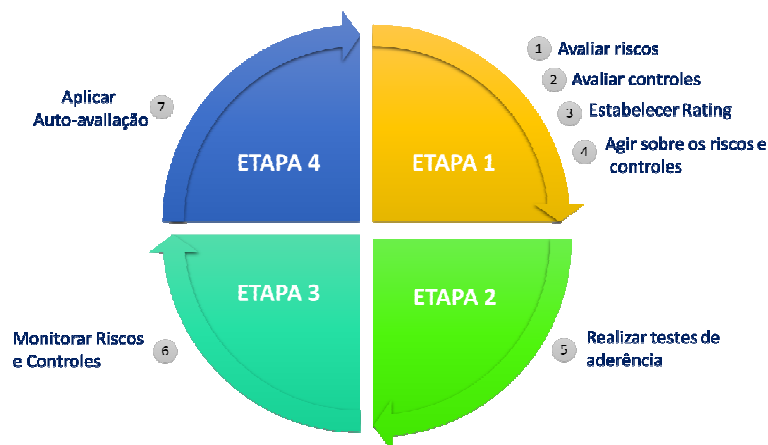 1 Avaliar riscos
2 Avaliar controles
3 Estabelecer Rating
4 Agir sobre os riscos e
controles
ETAPA 1
ETAPA 2
5 Realizar testes de
aderência
ETAPA 3
6 Monitorar Riscos
e Controles
ETAPA 4
7 Aplicar
Auto-avaliação